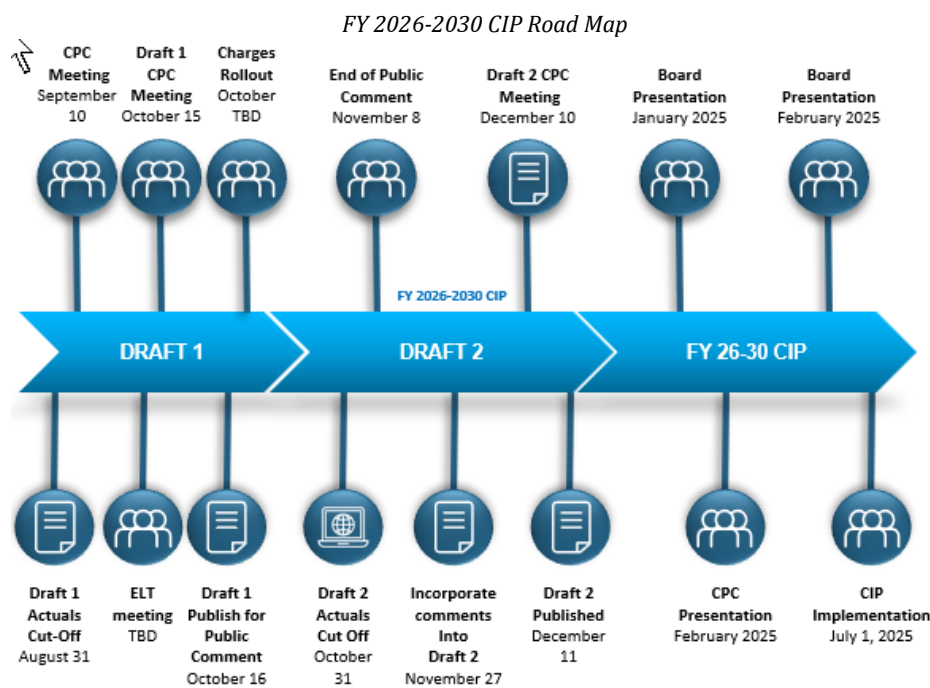 FY 2026-2030 CIP Road Map
CPC
Meeting
September
10
Draft 1
CPC
Meeting
October 15
Charges
Rollout
October
TBD
End of Public
Comment
November 8
Draft 2 CPC
Meeting
December 10
Board
Presentation
January 2025
Board
Presentation
February 2025
FY 2026-2030 CIP
DRAFT 1
DRAFT 2
FY 26-30 CIP
Draft 1
Actuals
Cut-Off
August 31
ELT
meeting
TBD
Draft 1
Publish for
Public
Comment
October 16
Draft 2
Actuals
Cut Off
October
31
Incorporate
comments
Into
Draft 2
November 27
Draft 2
Published
December
11
CPC
Presentation
February 2025
CIP
Implementation
July 1, 2025